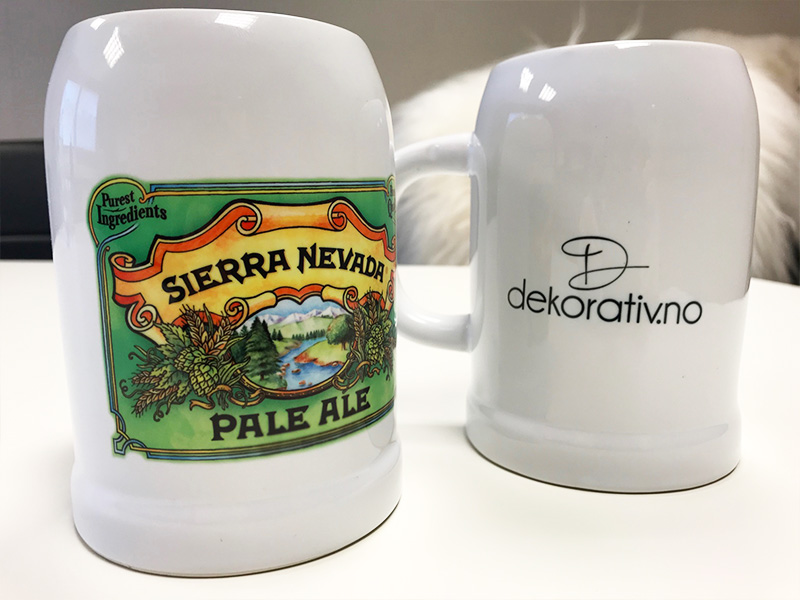 Purest
Ingredients
SIERRA NEVADA
PALE ALE
D
dekorativ.no